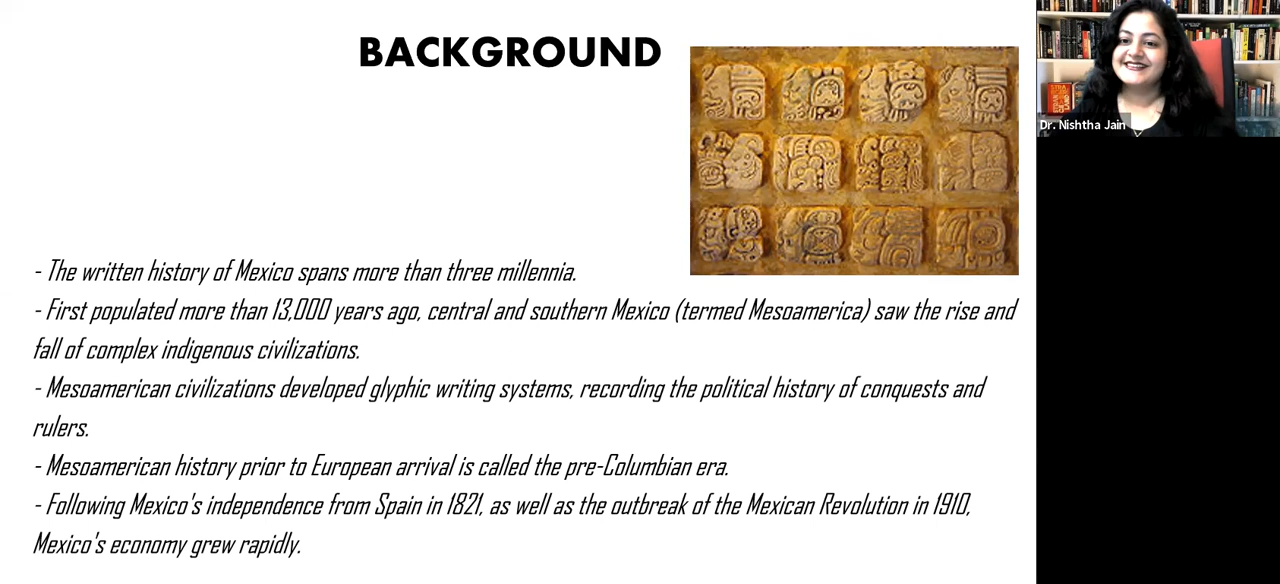 BACKGROUND
Dr. Nishtha Jain
- The written history of Mexico spans more than three millennia.
- First populated more than 13,000 years ago, central and southern Mexico (termed Mesoamerica) saw the rise and
fall of complex indigenous civilizations.
- Mesoamerican civilizations developed glyphic writing systems, recording the political history of conquests and
rulers.
- Mesoamerican history prior to European arrival is called the pre-Columbian era.
- Following Mexico's independence from Spain in 1821, as well as the outbreak of the Mexican Revolution in 1910,
Mexico's economy grew rapidly.